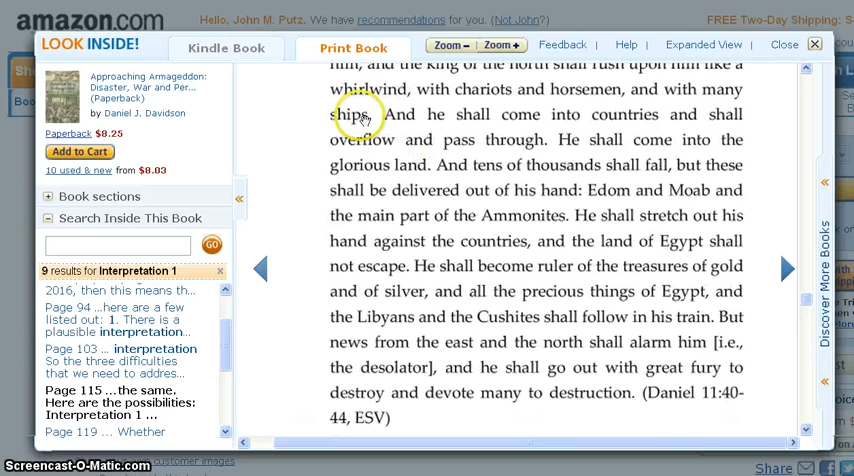 amazon.com
Hello, John M. Putz. We have recommendations for you. (Not John?)
FREE Two-Day Shipping:
LOOK INSIDE!
Kindle Book
Print Book
Zoom –
Zoom +
Feedback
Help
Expanded View
Close
Approaching Armageddon:
Disaster, War and Per...
(Paperback)
by Daniel J. Davidson
Paperback $8.25
Add to Cart
10 used & new from $8.03
Book sections
Search Inside This Book
GO
9 results for Interpretation 1
2016, then this means th...
Page 94 ...here are a few
listed out: 1. There is a
plausible interpretation...
Page 103 ... interpretation
So the three difficulties
that we need to addres...
Page 115 ...the same.
Here are the possibilities:
Interpretation 1 ...
Page 119 ... Whether
him, and the king of the north shall rush upon him like a
whirlwind, with chariots and horsemen, and with many
ships. And he shall come into countries and shall
overflow and pass through. He shall come into the
glorious land. And tens of thousands shall fall, but these
shall be delivered out of his hand: Edom and Moab and
the main part of the Ammonites. He shall stretch out his
hand against the countries, and the land of Egypt shall
not escape. He shall become ruler of the treasures of gold
and of silver, and all the precious things of Egypt, and
the Libyans and the Cushites shall follow in his train. But
news from the east and the north shall alarm him [i.e.,
the desolator], and he shall go out with great fury to
destroy and devote many to destruction. (Daniel 11:40-
44, ESV)
Discover More Books
customer images
Share
Screencast-O-Matic.com